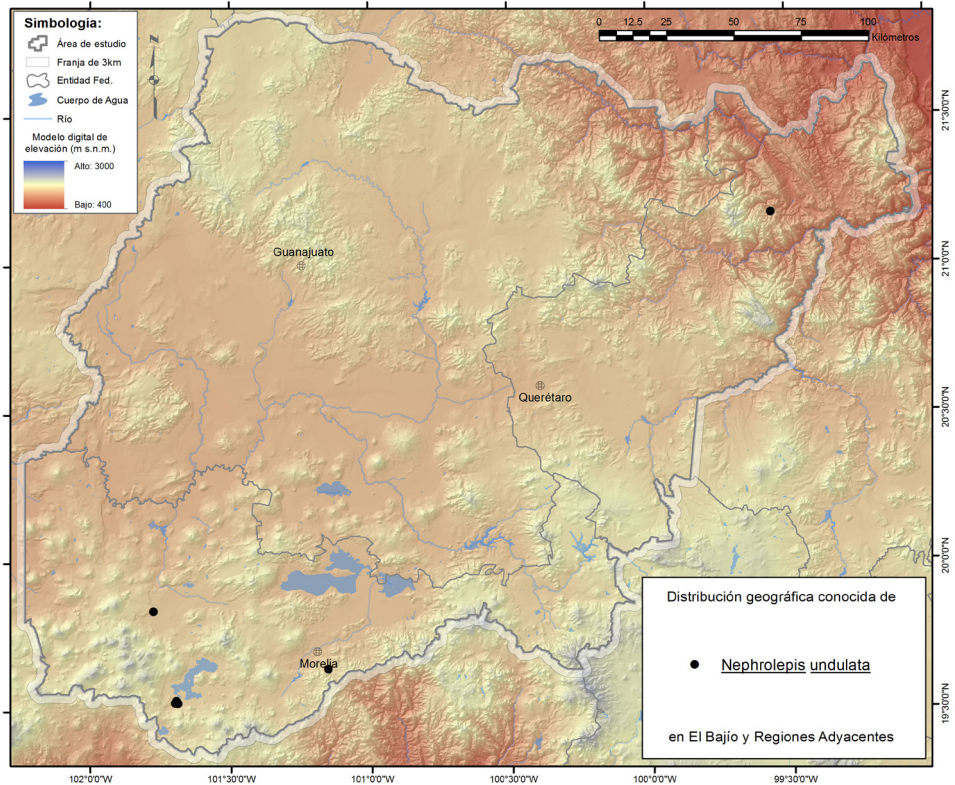 Simbología:
Área de estudio
Franja de 3km
Entidad Fed.
Cuerpo de Agua
Río
Modelo digital de
elevación (m s.n.m.)
Alto: 3000
Bajo: 400
N
0 12.5 25 50 75 100
Kilómetros
Guanajuato
Querétaro
Morelia
21°30'0"N
21°0'0"N
20°30'0"N
20°0'0"N
19°30'0"N
102°0'0"W
101°30'0"W
101°0'0"W
100°30'0"W
100°0'0"W
99°30'0"W
Distribución geográfica conocida de
Nephrolepis undulata
en El Bajío y Regiones Adyacentes